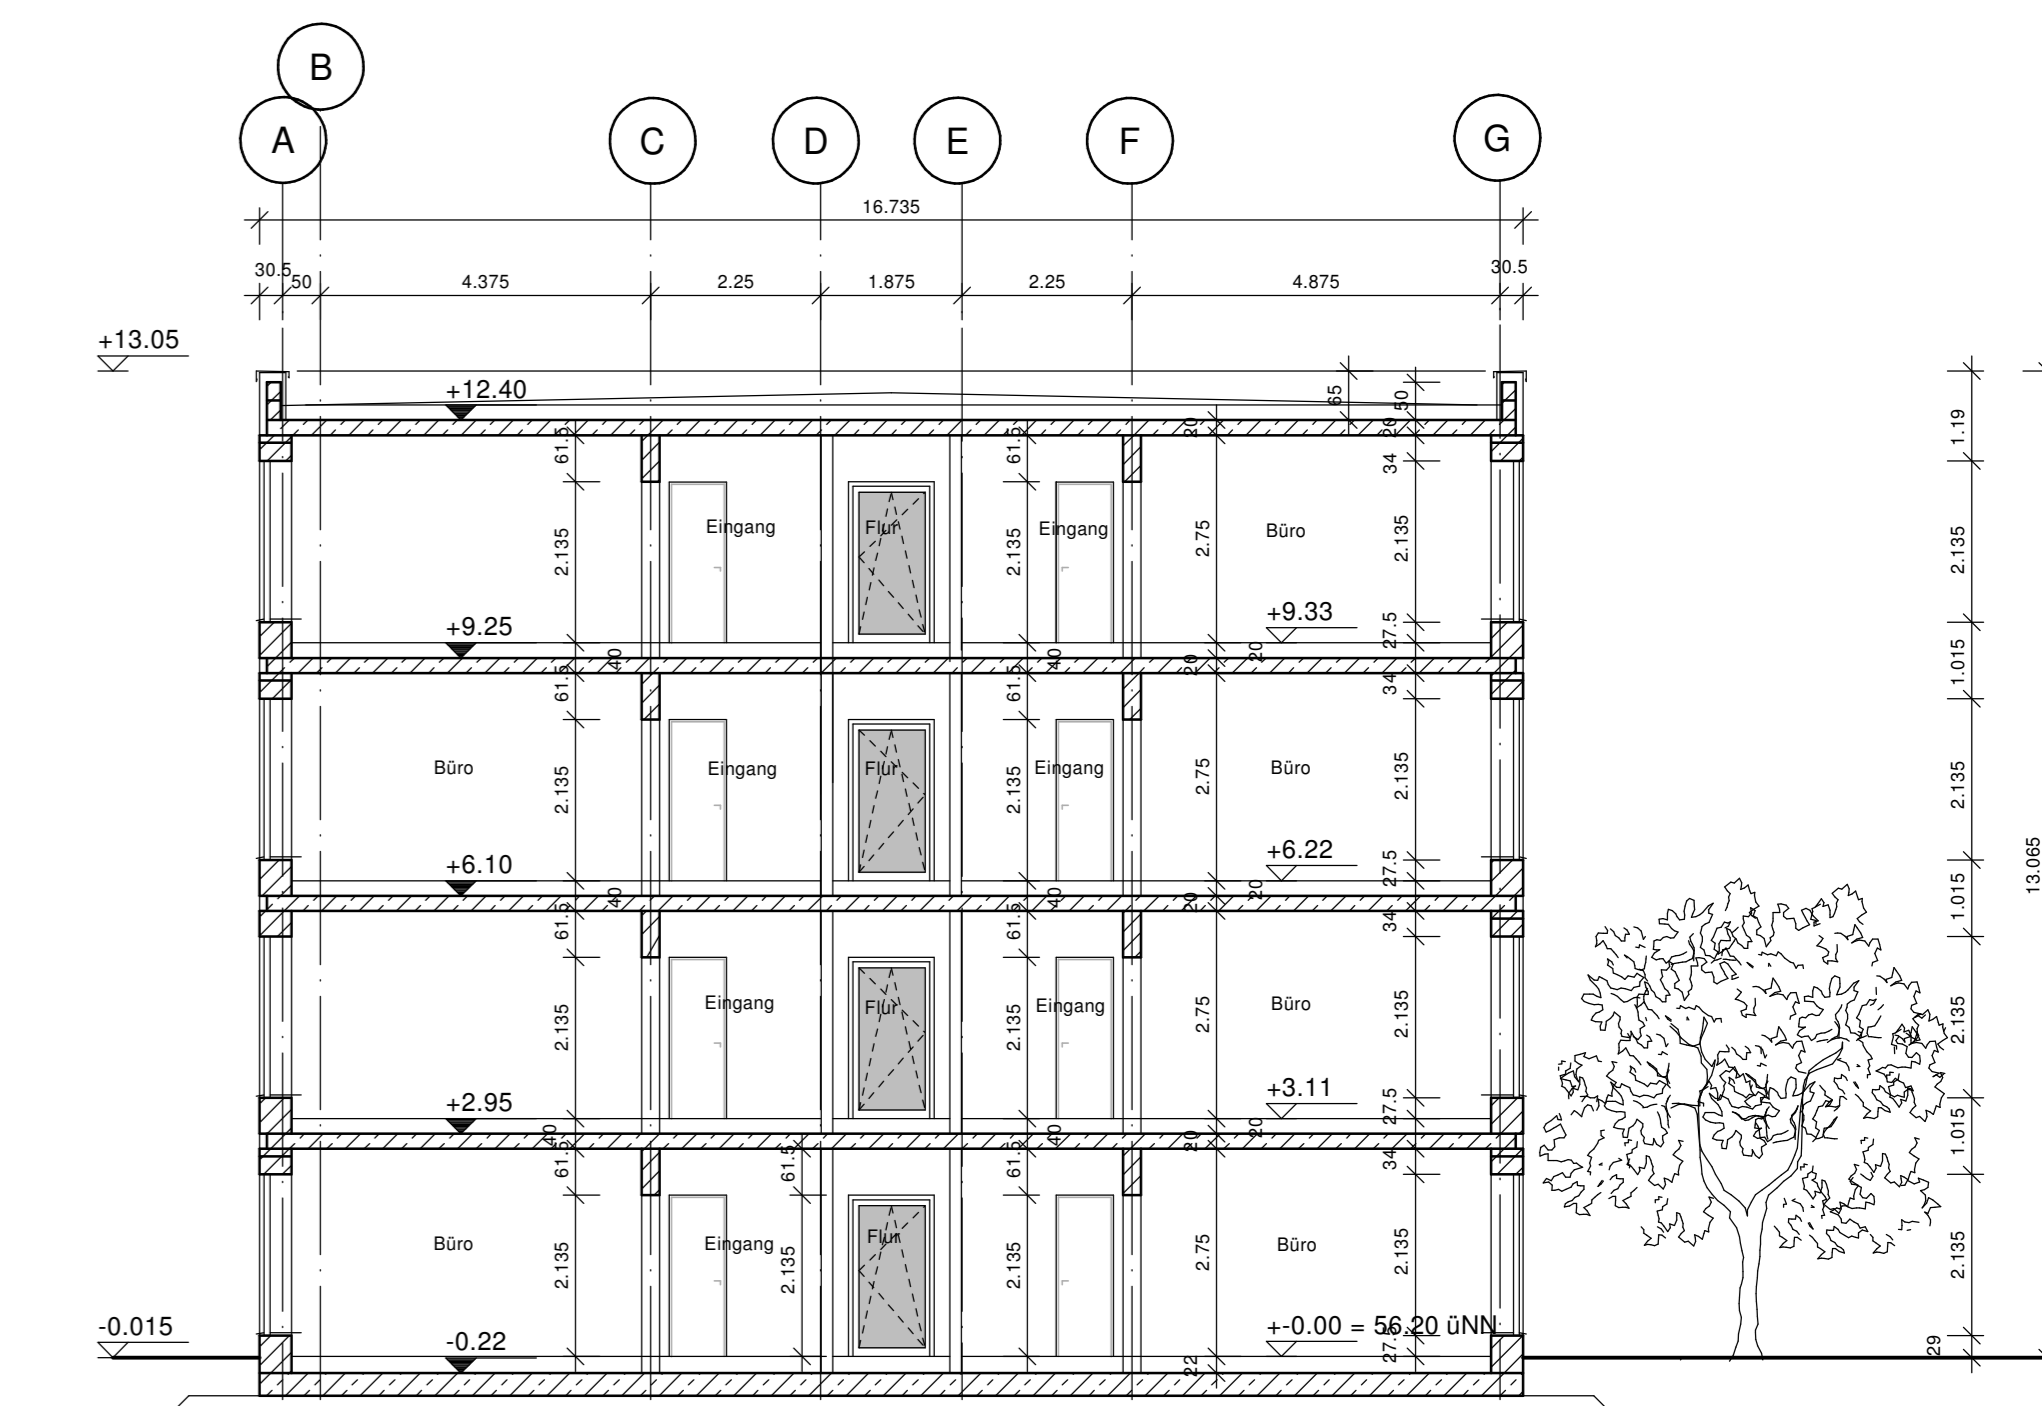 B
A C D E F G
16.735
30.5 50 4.375 2.25 1.875 2.25 4.875 30.5
+13.05
+12.40
65 50
61.5 61.5 20 20 34 1.19
Eingang Flur Eingang Büro
2.135 2.135 2.75 2.135 2.135
+9.25 +9.33
27.5
40 40 20 20 1.015
61.5 61.5 34
Büro Eingang Flur Eingang Büro
2.135 2.135 2.75 2.135 2.135
+6.10 +6.22
27.5
40 40 20 20 1.015
61.5 61.5 34
13.065
Eingang Flur Eingang Büro
2.135 2.135 2.75 2.135 2.135
+2.95 +3.11
27.5
40 40 20 20 1.015
61.5 61.5 61.5 34
Büro Eingang Flur Büro
2.135 2.135 2.135 2.75 2.135 2.135
-0.015 -0.22 +-0.00 = 56.20 üNN
22 27.5 29